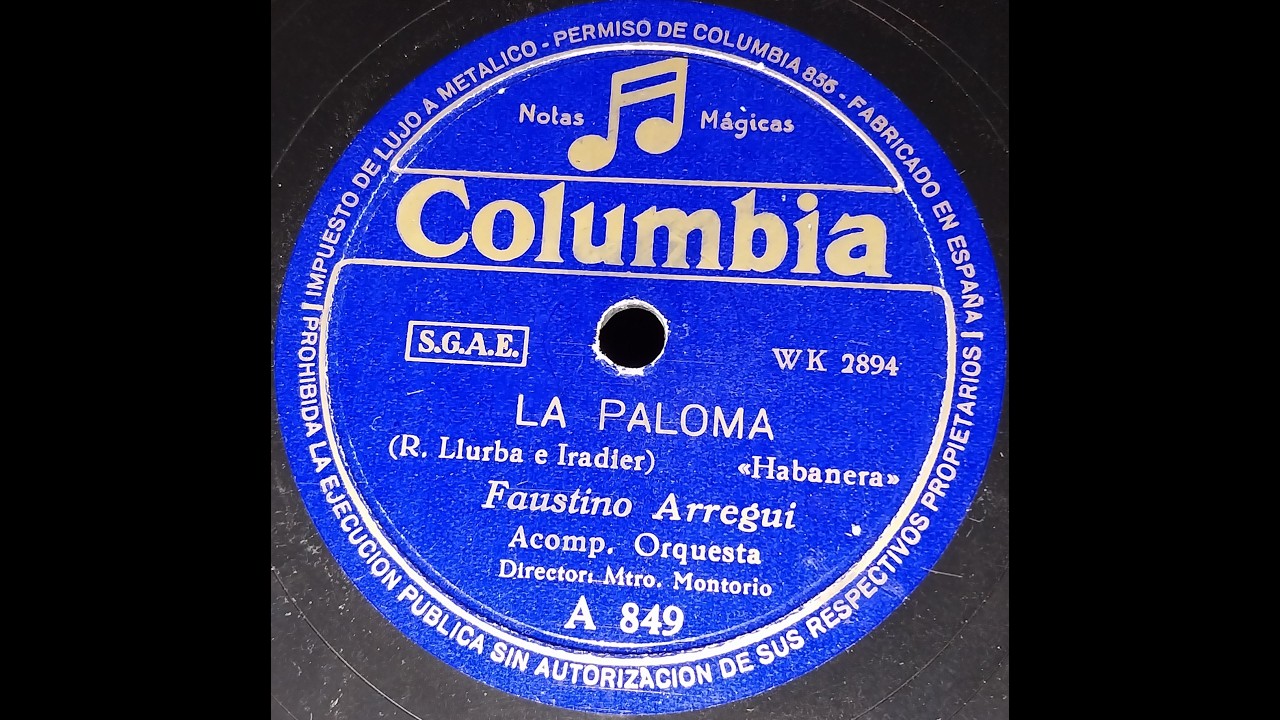 IMPUESTO DE LUJO A METALICO - PERMISO DE COLUMBIA 856 - FABRICADO EN ESPAÑA
Notas Mágicas
Columbia
S.G.A.E.
WK 2894
LA PALOMA
(R. Llurba e Iradier) «Habanera»
Faustino Arregui
Acomp. Orquesta
Director: Mtro. Montorio
A 849
PROHIBIDA LA EJECUCION PUBLICA SIN AUTORIZACION DE SUS RESPECTIVOS PROPIETARIOS